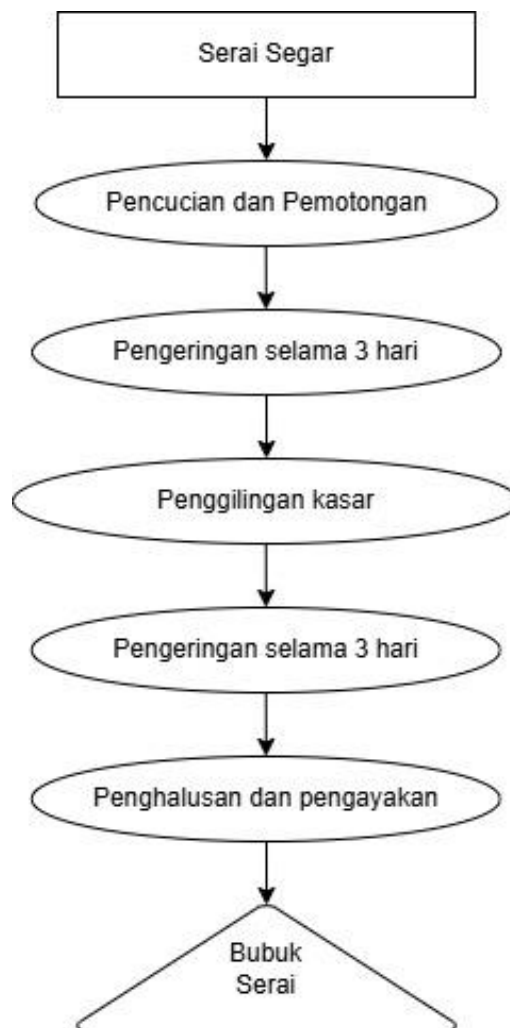 Serai Segar
Pencucian dan Pemotongan
Pengeringan selama 3 hari
Penggilingan kasar
Pengeringan selama 3 hari
Penghalusan dan pengayakan
Bubuk
Serai